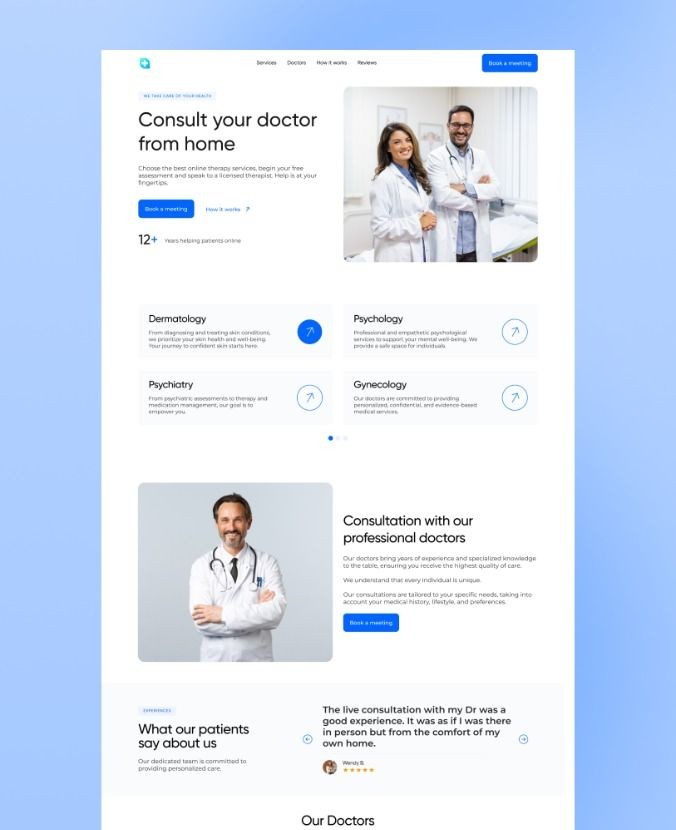 Services Doctors How it works Reviews
Book a meeting
WE TAKE CARE OF YOUR HEALTH
Consult your doctor
from home
Choose the best online therapy services, begin your free
assessment and speak to a licensed therapist. Help is at your
fingertips.
Book a meeting How it works
12+ Years helping patients online
Dermatology
From diagnosing and treating skin conditions,
we prioritize your skin health and well-being.
Your journey to confident skin starts here.
Psychology
Professional and empathetic psychological
services to support your mental well-being. We
provide a safe space for individuals.
Psychiatry
From psychiatric assessments to therapy and
medication management, our goal is to
empower you.
Gynecology
Our doctors are committed to providing
personalized, confidential, and evidence-based
medical services.
Consultation with our
professional doctors
Our doctors bring years of experience and specialized knowledge
to the table, ensuring you receive the highest quality of care.
We understand that every individual is unique.
Our consultations are tailored to your specific needs, taking into
account your medical history, lifestyle, and preferences.
Book a meeting
EXPERIENCES
What our patients
say about us
Our dedicated team is committed to
providing personalized care.
The live consultation with my Dr was a
good experience. It was as if I was there
in person but from the comfort of my
own home.
Wendy B.
Our Doctors